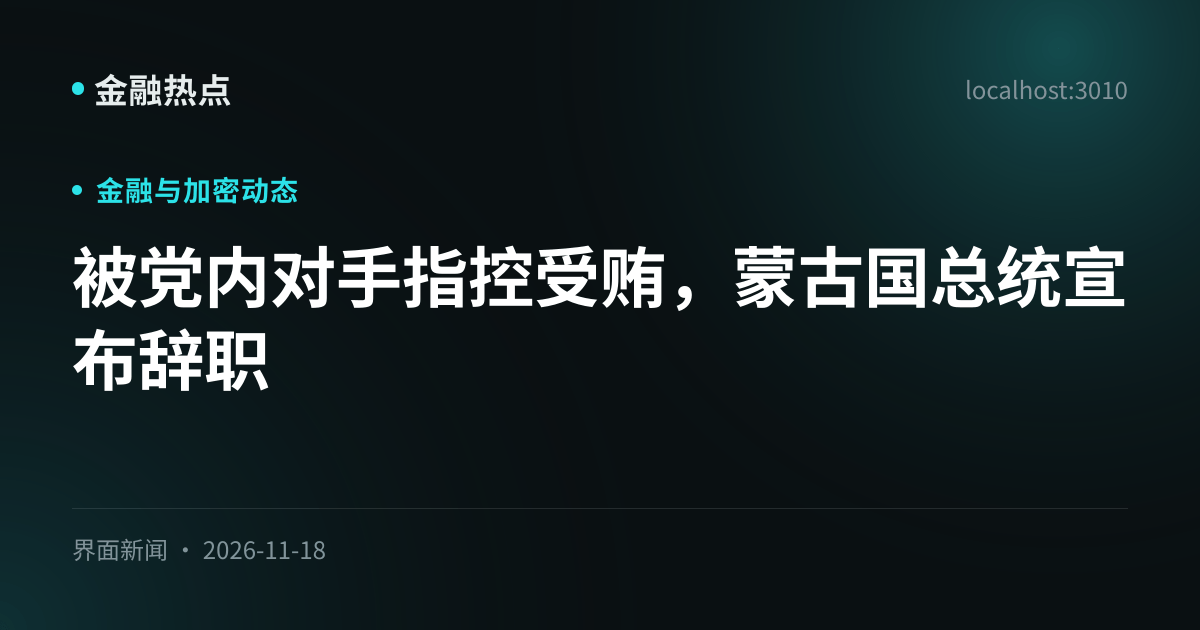 金融热点
localhost:3010
金融与加密动态
被党内对手指控受贿，蒙古国总统宣
布辞职
界面新闻 · 2026-11-18